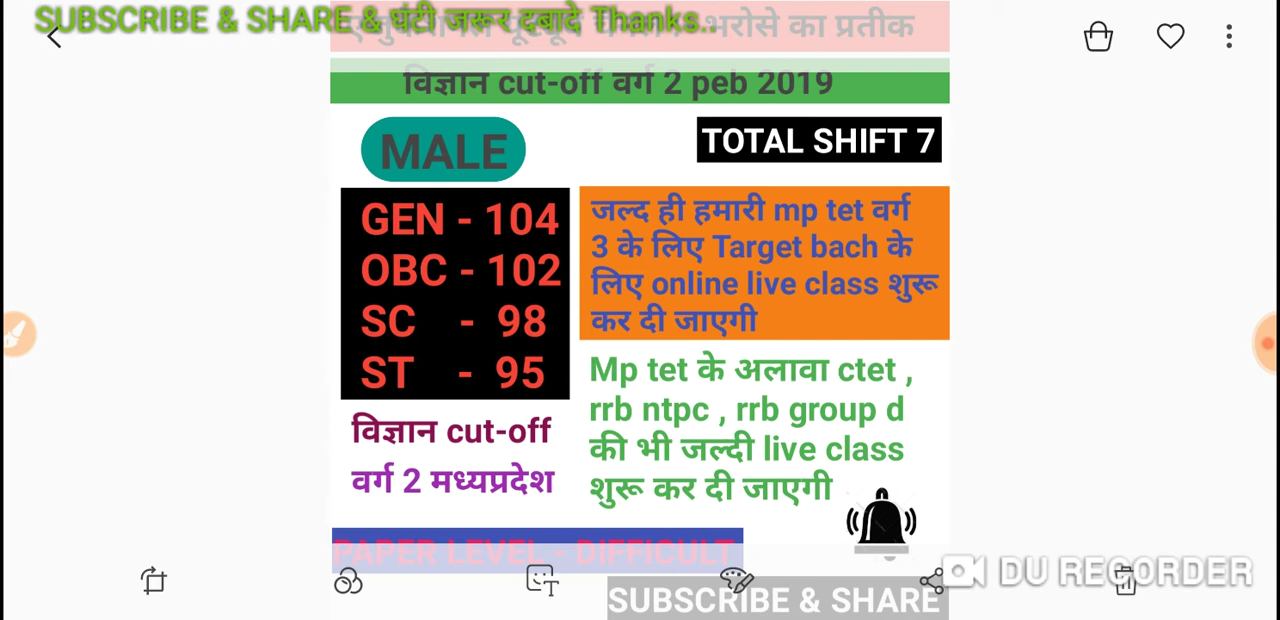 SUBSCRIBE & SHARE & घंटी जरूर दबादे Thanks..
भरोसे का प्रतीक
विज्ञान cut-off वर्ग 2 peb 2019
MALE
TOTAL SHIFT 7
GEN - 104
OBC - 102
SC - 98
ST - 95
जल्द ही हमारी mp tet वर्ग
3 के लिए Target bach के
लिए online live class शुरू
कर दी जाएगी
विज्ञान cut-off
वर्ग 2 मध्यप्रदेश
Mp tet के अलावा ctet ,
rrb ntpc , rrb group d
की भी जल्दी live class
शुरू कर दी जाएगी
PAPER LEVEL - DIFFICULT
DU RECORDER
SUBSCRIBE & SHARE